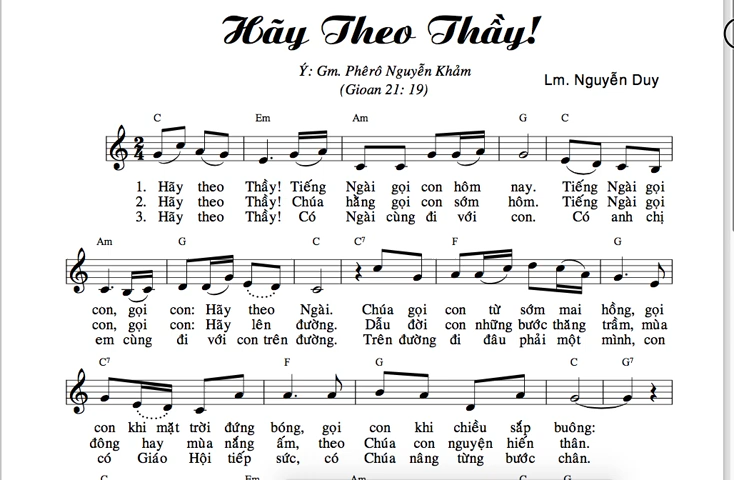 Hãy Theo Thầy!
Ý: Gm. Phêrô Nguyễn Khảm
(Gioan 21: 19)
Lm. Nguyễn Duy
C Em Am G C
2
4
1. Hãy theo Thầy! Tiếng Ngài gọi con hôm nay. Tiếng Ngài gọi
2. Hãy theo Thầy! Chúa hằng gọi con sớm hôm. Tiếng Ngài gọi
3. Hãy theo Thầy! Có Ngài cùng đi với con. Có anh chị
Am G C C7 F G
con, gọi con: Hãy theo Ngài. Chúa gọi con từ sớm mai hồng, gọi
con, gọi con: Hãy lên đường. Dẫu đời con những bước thăng trầm, mùa
em cùng đi với con trên đường. Trên đường đi đâu phải một mình, con
C7 F G C G7
con khi mặt trời đứng bóng, gọi con khi chiều sắp buông:
đông hay mùa nắng ấm, theo Chúa con nguyện hiến thân.
có Giáo Hội tiếp sức, có Chúa nâng từng bước chân.
C Em Am G C